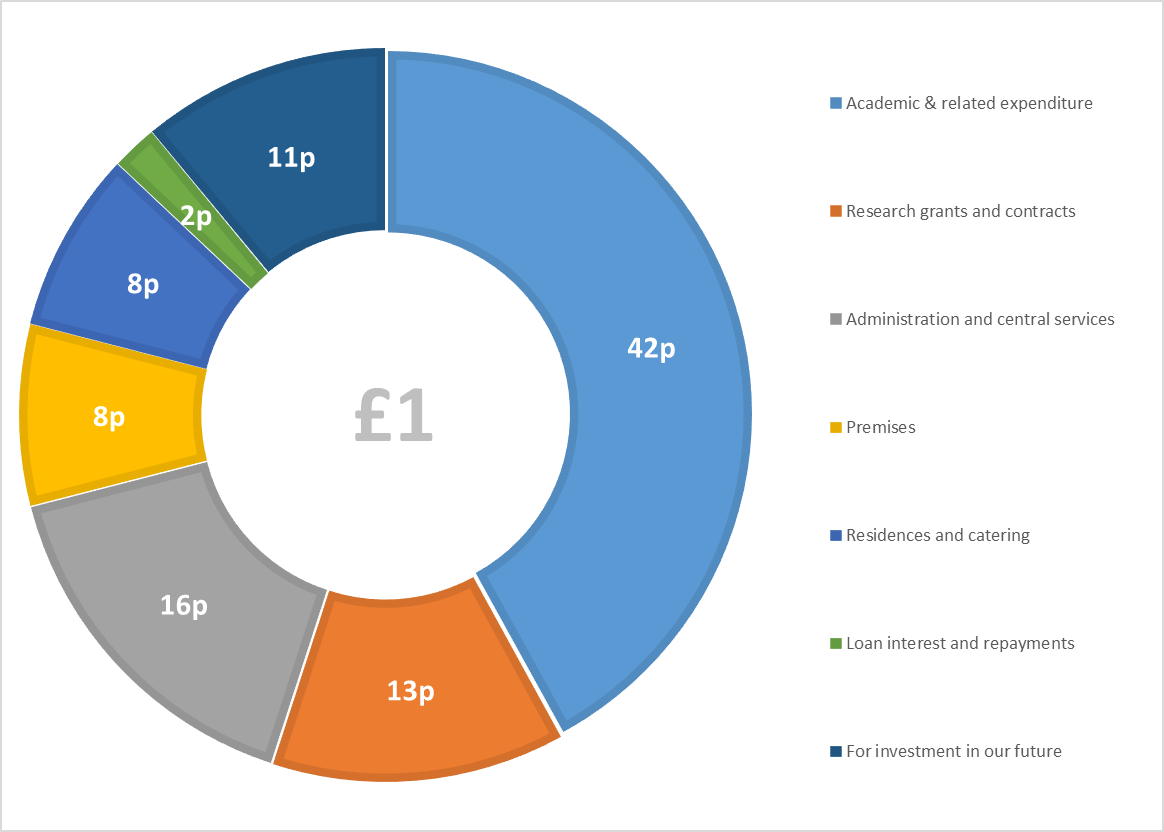 11p
2p
8p
42p
£1
8p
16p
13p
Academic & related expenditure
Research grants and contracts
Administration and central services
Premises
Residences and catering
Loan interest and repayments
For investment in our future